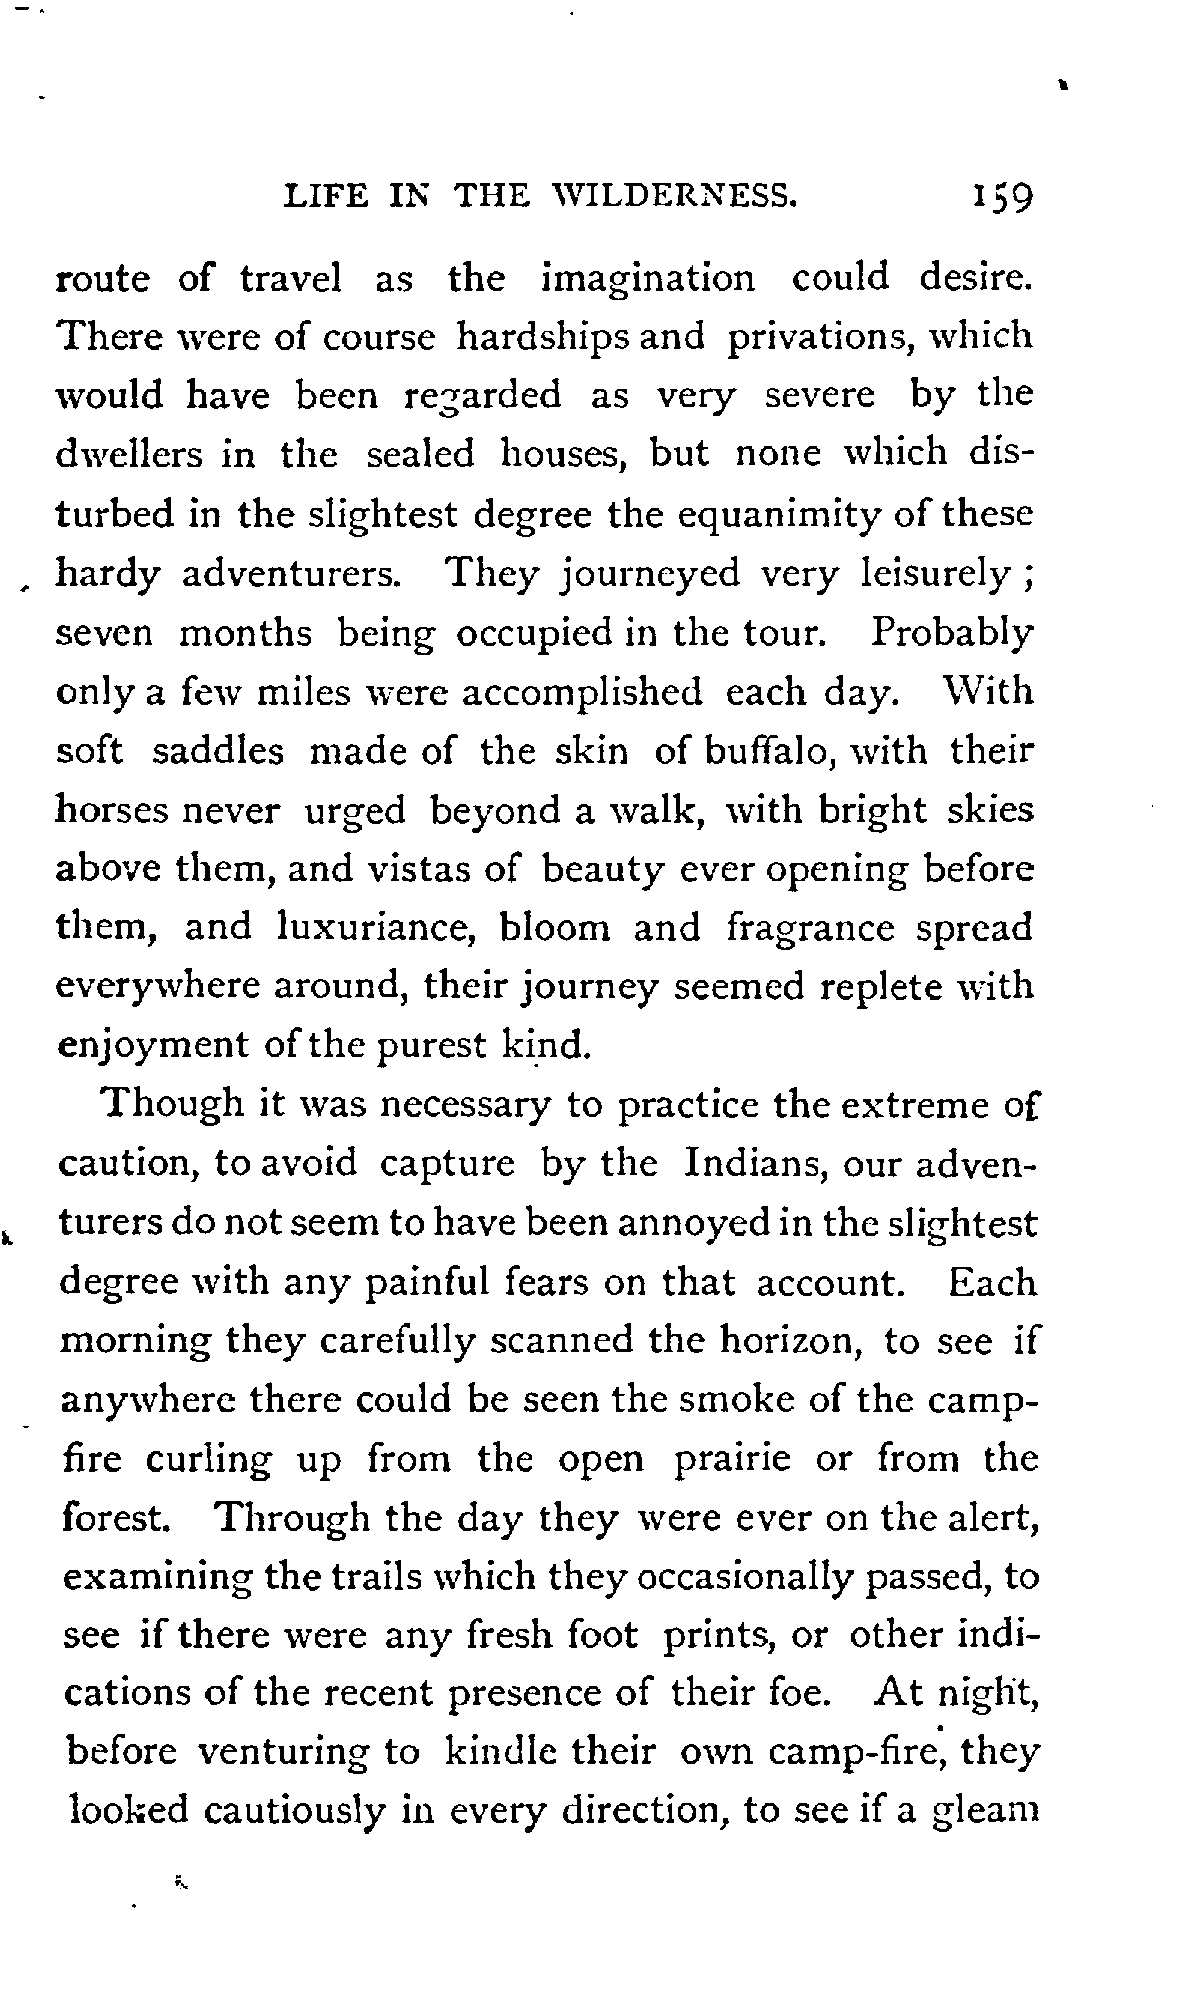 LIFE IN THE WILDERNESS. 159
route of travel as the imagination could desire.
There were of course hardships and privations, which
would have been regarded as very severe by the
dwellers in the sealed houses, but none which dis-
turbed in the slightest degree the equanimity of these
hardy adventurers. They journeyed very leisurely ;
seven months being occupied in the tour. Probably
only a few miles were accomplished each day. With
soft saddles made of the skin of buffalo, with their
horses never urged beyond a walk, with bright skies
above them, and vistas of beauty ever opening before
them, and luxuriance, bloom and fragrance spread
everywhere around, their journey seemed replete with
enjoyment of the purest kind.
Though it was necessary to practice the extreme of
caution, to avoid capture by the Indians, our adven-
turers do not seem to have been annoyed in the slightest
degree with any painful fears on that account. Each
morning they carefully scanned the horizon, to see if
anywhere there could be seen the smoke of the camp-
fire curling up from the open prairie or from the
forest. Through the day they were ever on the alert,
examining the trails which they occasionally passed, to
see if there were any fresh foot prints, or other indi-
cations of the recent presence of their foe. At night,
before venturing to kindle their own camp-fire, they
looked cautiously in every direction, to see if a gleam